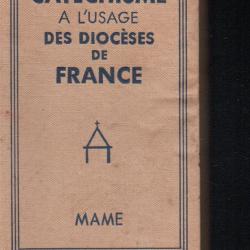 CATÉCHISME
A L'USAGE
DES DIOCÈSES
DE
FRANCE
MAME